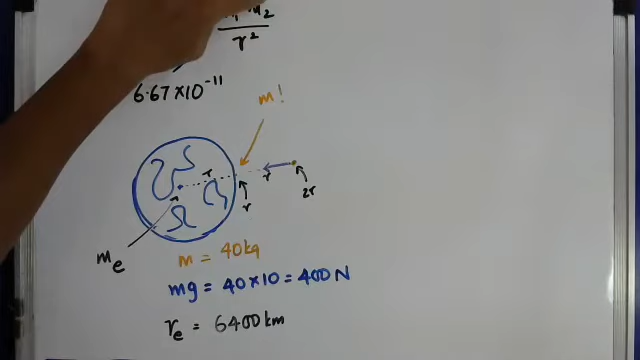 r²
6.67×10⁻¹¹
m!
r
r
r
2r
mₑ
m = 40kg
mg = 40×10 = 400 N
rₑ = 6400 km